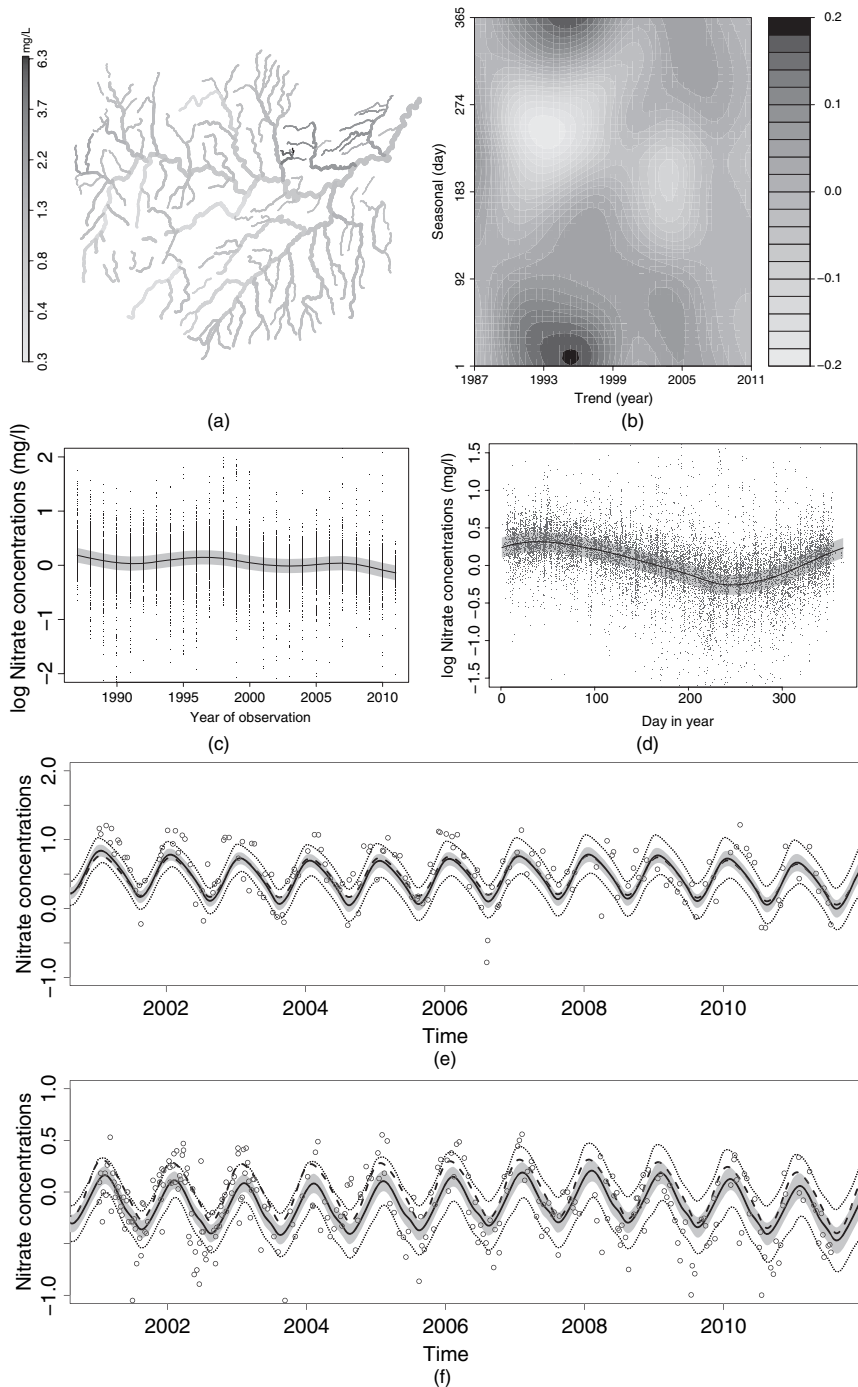 mg/L
6.3
3.7
2.2
1.3
0.8
0.4
0.3
(a)
Seasonal (day)
365
274
183
92
1
1987 1993 1999 2005 2011
Trend (year)
0.2
0.1
0.0
−0.1
−0.2
(b)
log Nitrate concentrations (mg/l)
2
1
0
−1
−2
1990 1995 2000 2005 2010
Year of observation
(c)
log Nitrate concentrations (mg/l)
1.5
1.0
0.5
0.0
−0.5
−1.0
−1.5
0 100 200 300
Day in year
(d)
Nitrate concentrations
2.0
1.0
0.0
−1.0
2002 2004 2006 2008 2010
Time
(e)
Nitrate concentrations
1.0
0.5
0.0
−1.0
2002 2004 2006 2008 2010
Time
(f)